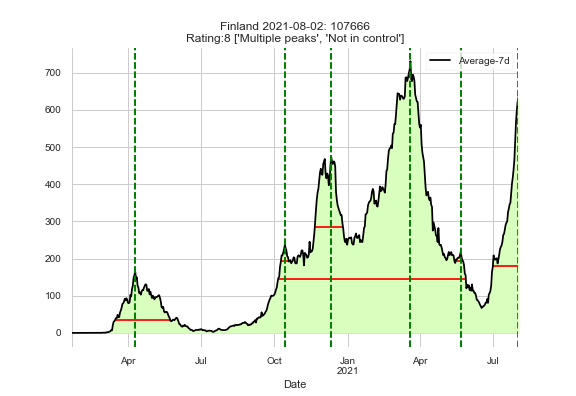 Finland 2021-08-02: 107666
Rating:8 ['Multiple peaks', 'Not in control']
Average-7d
700
600
500
400
300
200
100
0
Apr
Jul
Oct
Jan
2021
Apr
Jul
Date